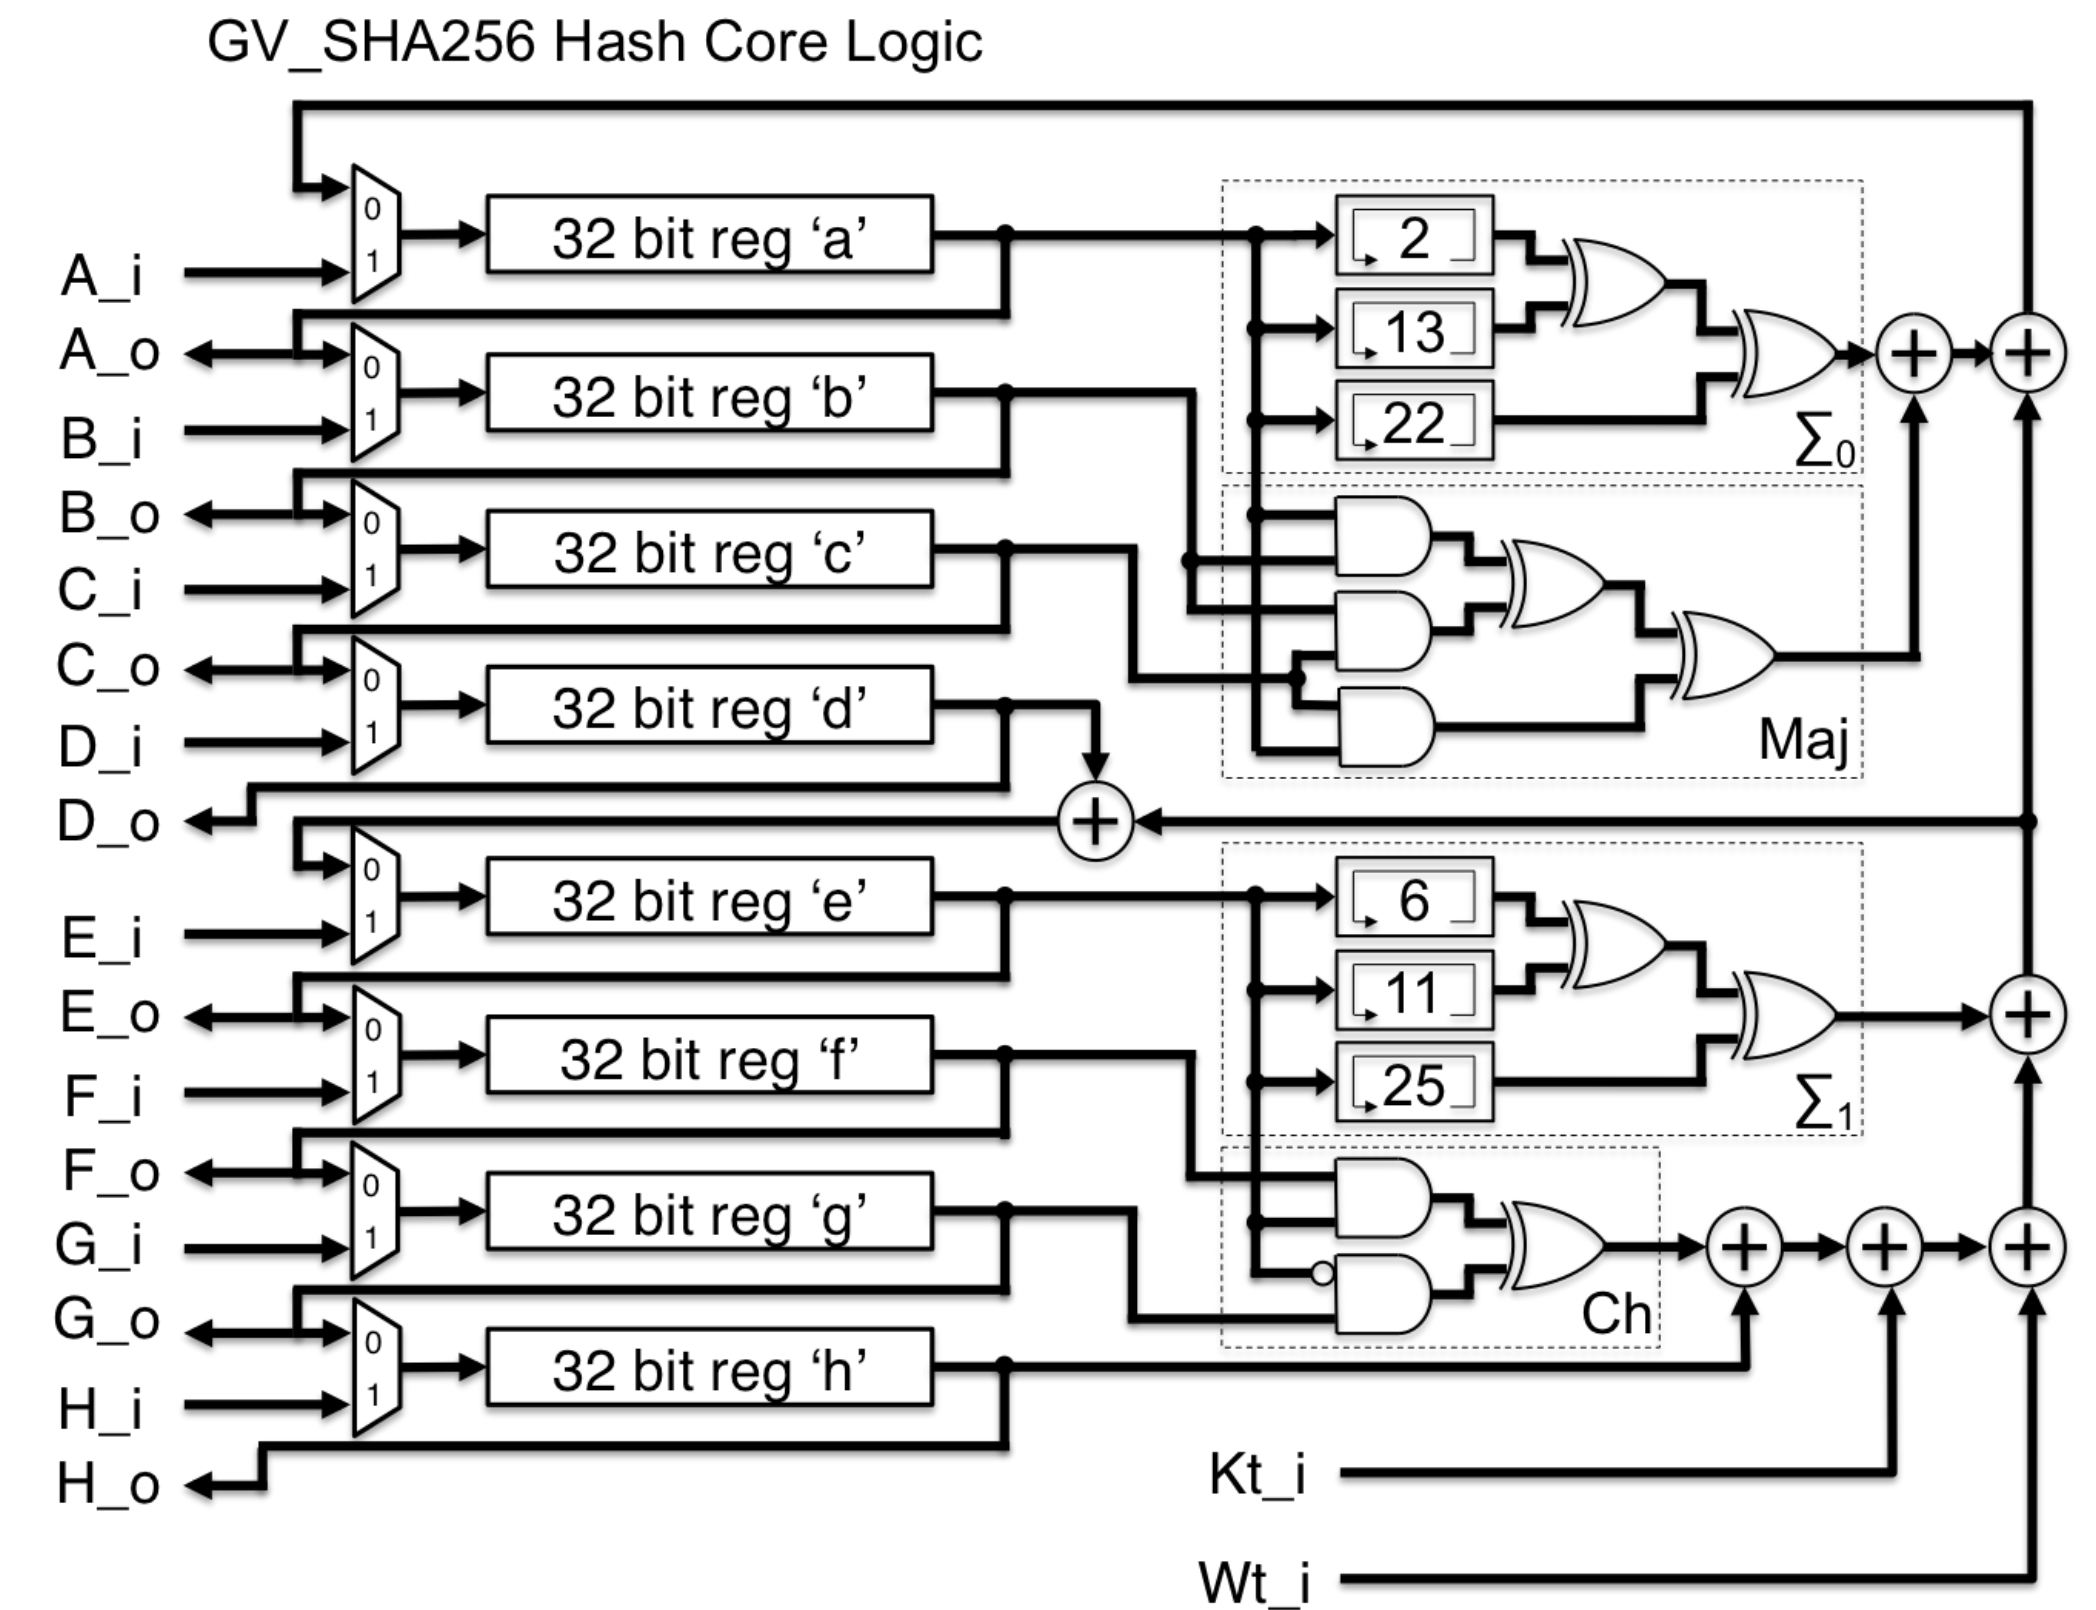 GV_SHA256 Hash Core Logic
0
1
A_i
32 bit reg ‘a’
2
13
22
∑0
A_o
0
1
B_i
32 bit reg ‘b’
+
+
B_o
0
1
C_i
32 bit reg ‘c’
C_o
0
1
D_i
32 bit reg ‘d’
Maj
D_o
+
0
1
E_i
32 bit reg ‘e’
6
11
25
∑1
E_o
0
1
F_i
32 bit reg ‘f’
+
F_o
0
1
G_i
32 bit reg ‘g’
Ch
+
+
+
G_o
0
1
H_i
32 bit reg ‘h’
H_o
Kt_i
Wt_i